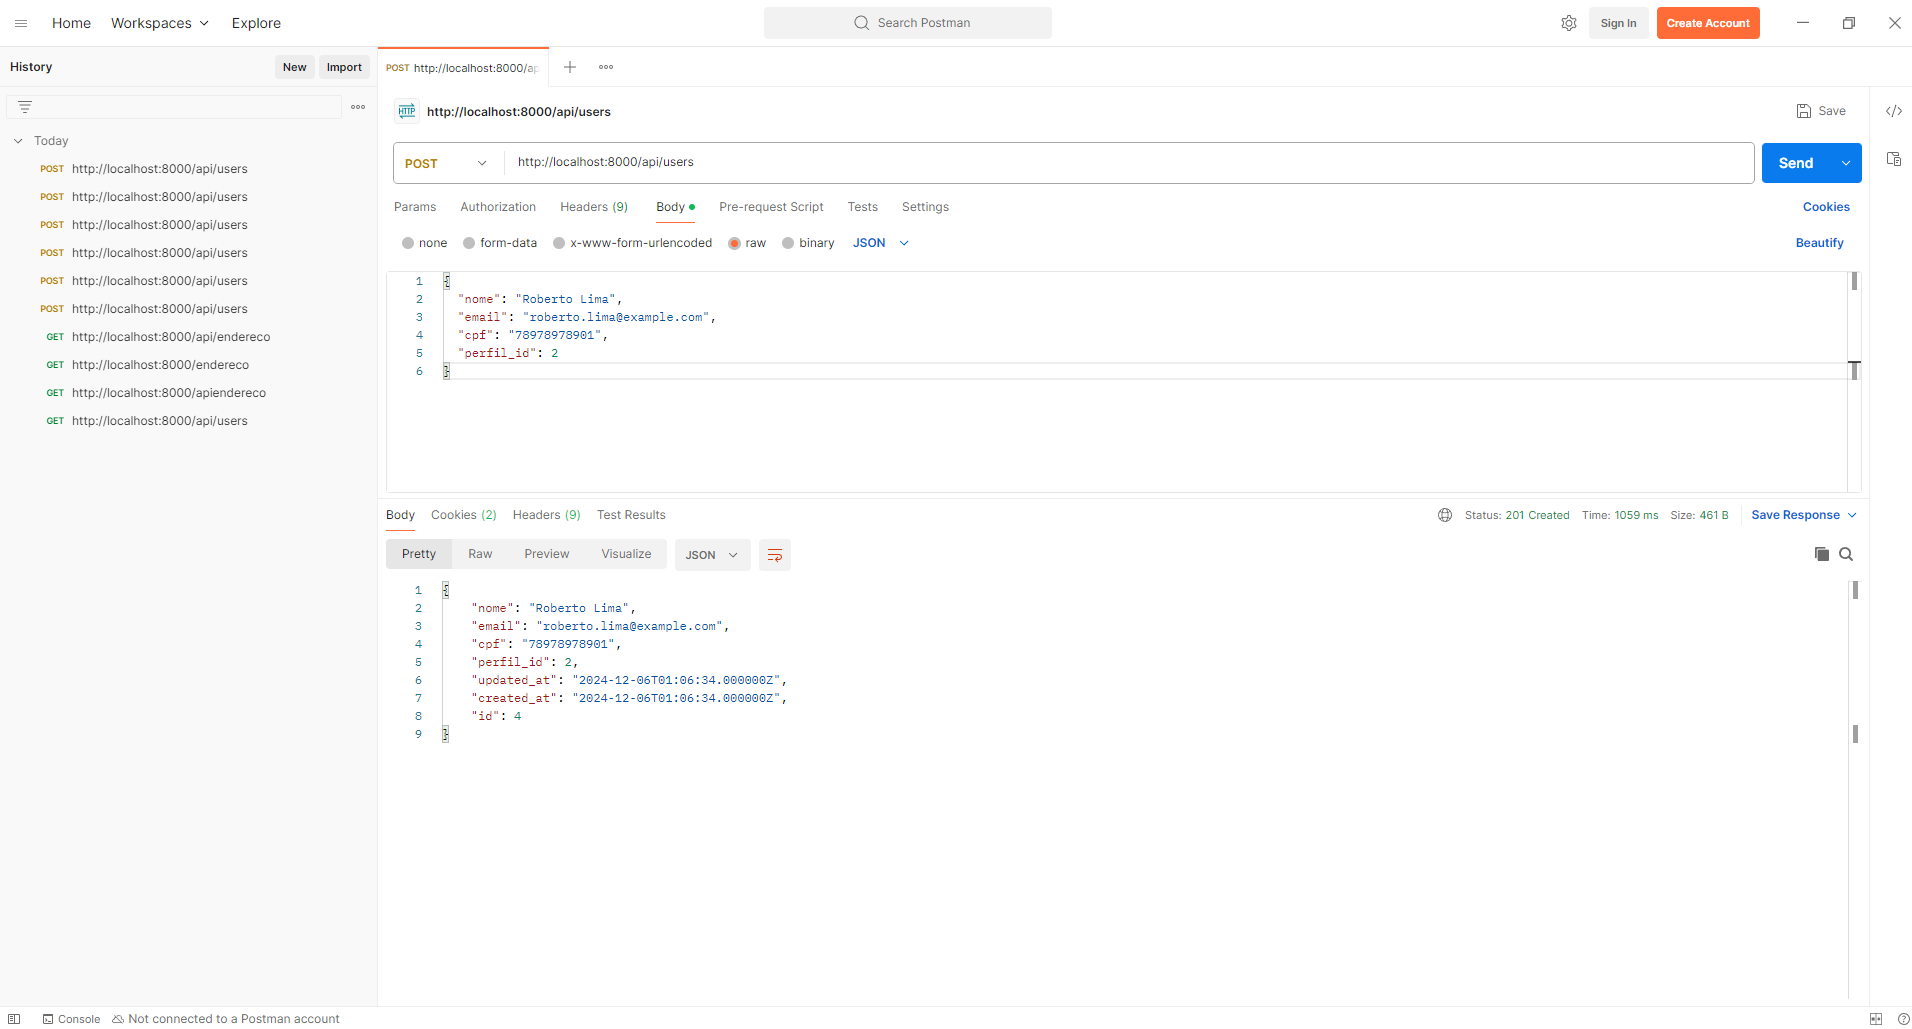 Home Workspaces Explore Search Postman Sign In Create Account
History New Import POST http://localhost:8000/ap
HTTP http://localhost:8000/api/users Save
Today
POST http://localhost:8000/api/users
POST http://localhost:8000/api/users
POST http://localhost:8000/api/users
POST http://localhost:8000/api/users
POST http://localhost:8000/api/users
POST http://localhost:8000/api/users
GET http://localhost:8000/api/endereco
GET http://localhost:8000/endereco
GET http://localhost:8000/apiendereco
GET http://localhost:8000/api/users
POST http://localhost:8000/api/users Send
Params Authorization Headers (9) Body Pre-request Script Tests Settings Cookies
none form-data x-www-form-urlencoded raw binary JSON Beautify
1 {
2 "nome": "Roberto Lima",
3 "email": "roberto.lima@example.com",
4 "cpf": "78978978901",
5 "perfil_id": 2
6 }
Body Cookies (2) Headers (9) Test Results Status: 201 Created Time: 1059 ms Size: 461 B Save Response
Pretty Raw Preview Visualize JSON
1 {
2 "nome": "Roberto Lima",
3 "email": "roberto.lima@example.com",
4 "cpf": "78978978901",
5 "perfil_id": 2,
6 "updated_at": "2024-12-06T01:06:34.000000Z",
7 "created_at": "2024-12-06T01:06:34.000000Z",
8 "id": 4
9 }
Console Not connected to a Postman account